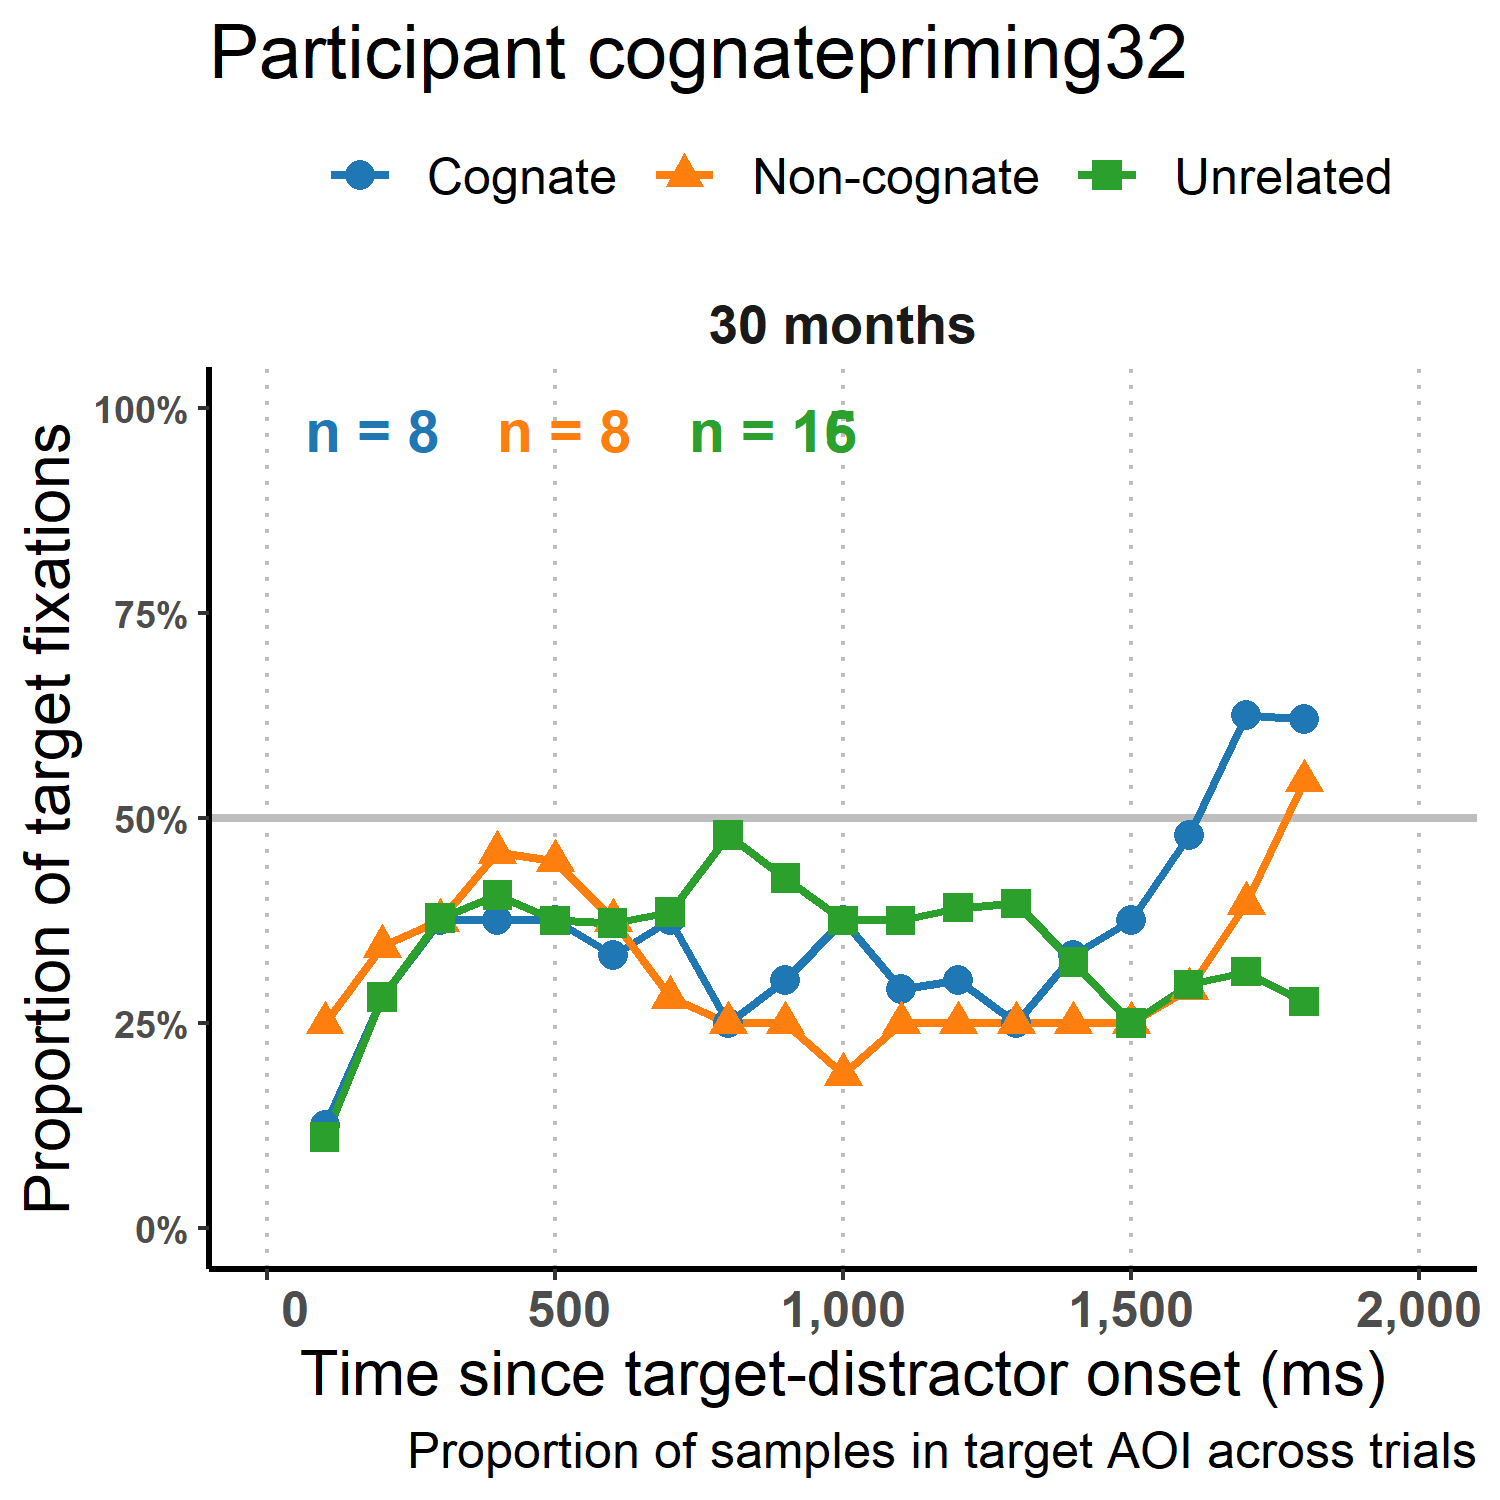 Participant cognatepriming32
Cognate Non-cognate Unrelated
30 months
100%
n = 8 n = 8 n =
75%
50%
25%
0%
0 500 1,000 1,500 2,000
Proportion of target fixations
Time since target-distractor onset (ms)
Proportion of samples in target AOI across trials